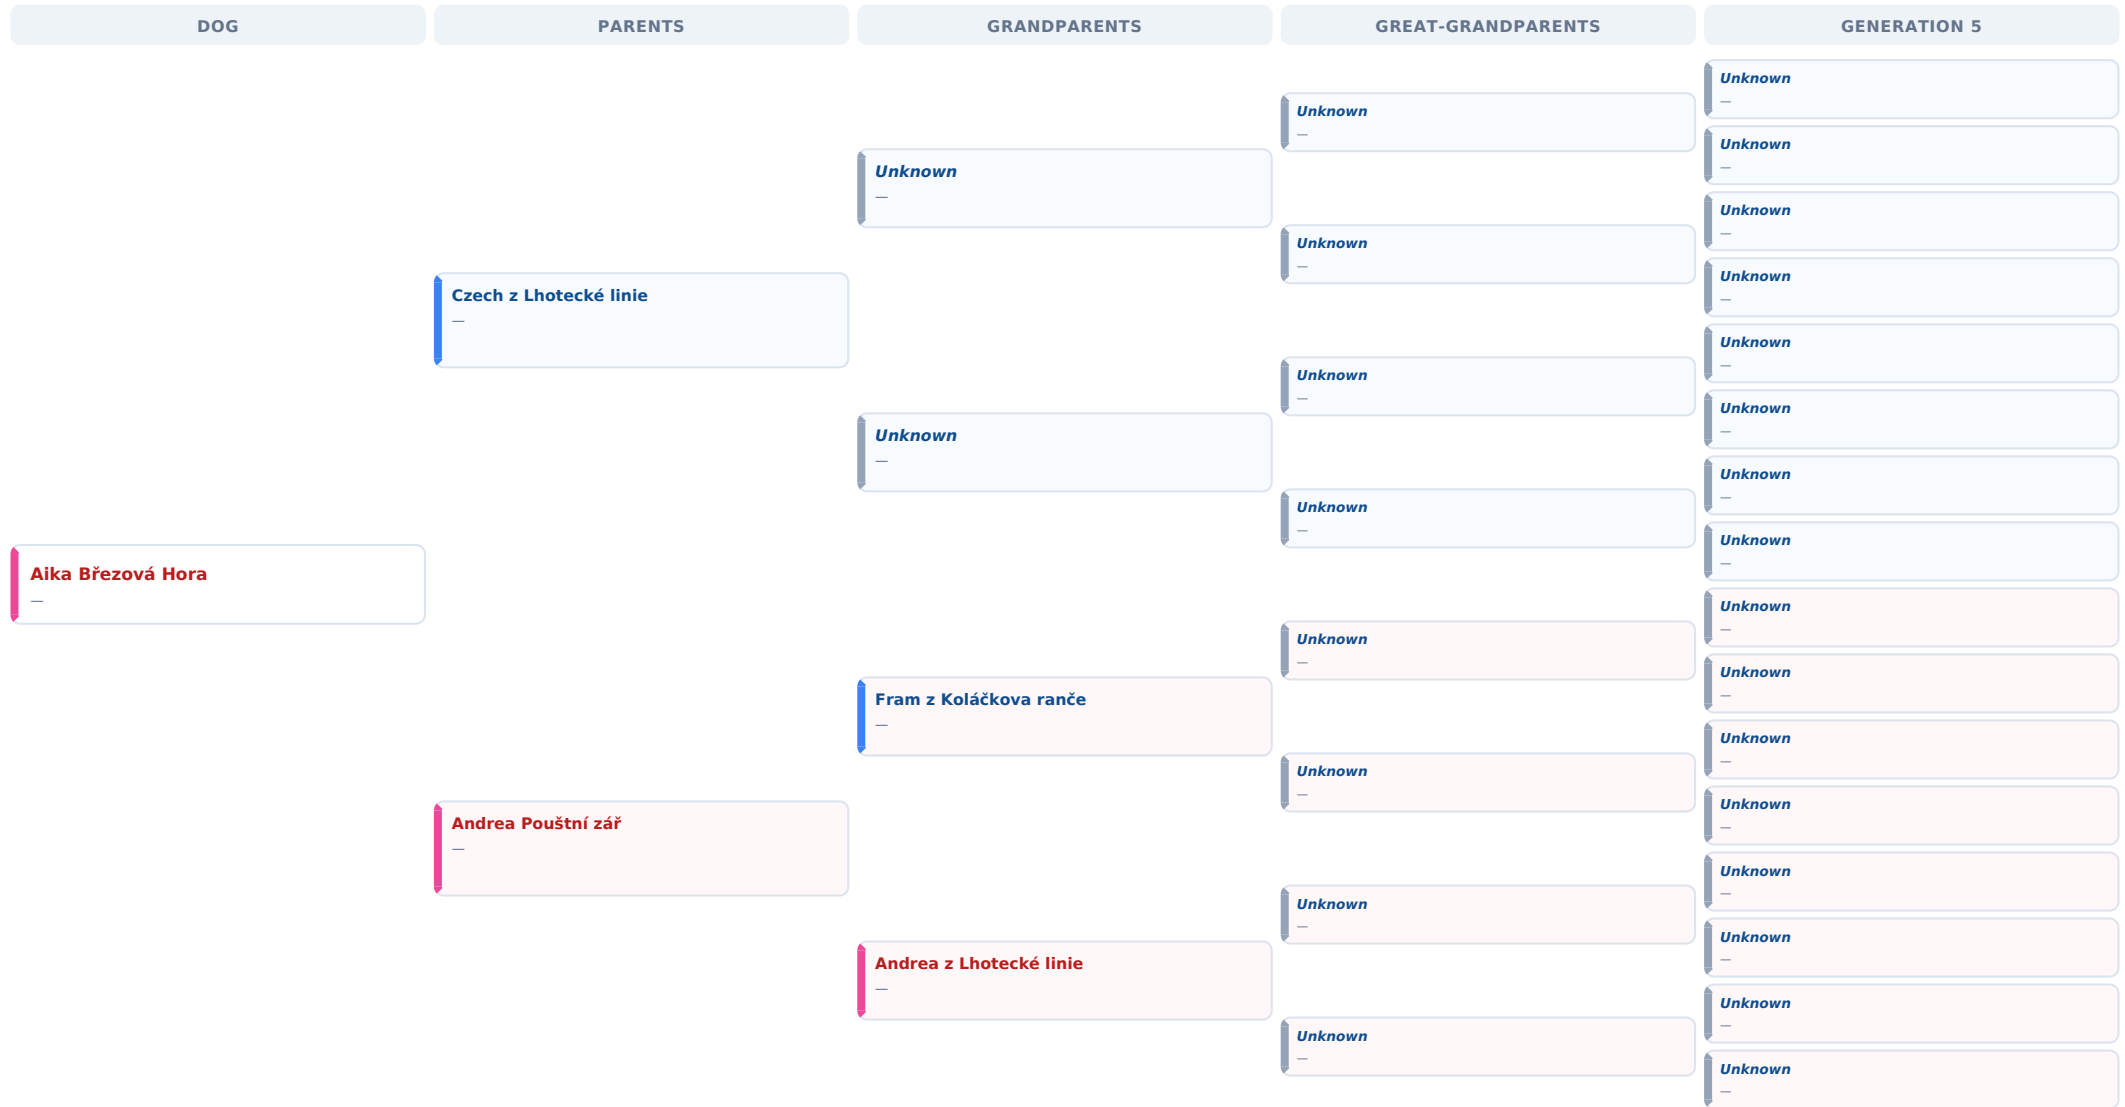 DOG
PARENTS
GRANDPARENTS
GREAT-GRANDPARENTS
GENERATION 5
Aika Březová Hora
—
Czech z Lhotecké linie
—
Andrea Pouštní zář
—
Unknown
—
Unknown
—
Fram z Koláčkova ranče
—
Andrea z Lhotecké linie
—
Unknown
—
Unknown
—
Unknown
—
Unknown
—
Unknown
—
Unknown
—
Unknown
—
Unknown
—
Unknown
—
Unknown
—
Unknown
—
Unknown
—
Unknown
—
Unknown
—
Unknown
—
Unknown
—
Unknown
—
Unknown
—
Unknown
—
Unknown
—
Unknown
—
Unknown
—
Unknown
—
Unknown
—